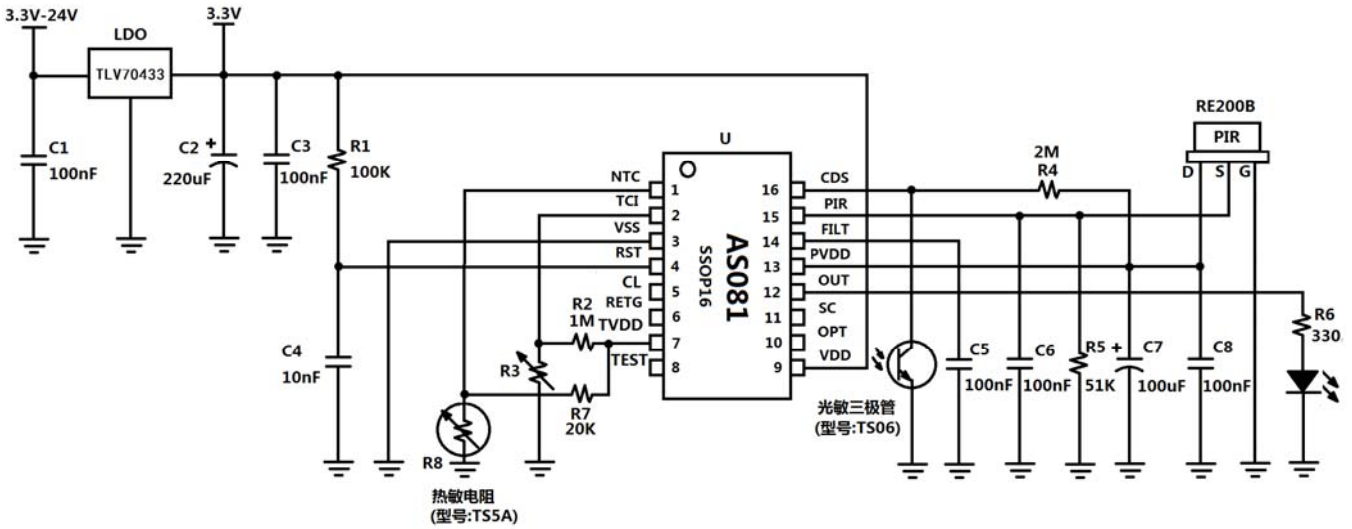 3.3V-24V
3.3V
LDO
TLV70433
C1
100nF
C2
+
220uF
C3
100nF
R1
100K
C4
10nF
U
AS081
SSOP16
NTC
1
TCI
2
VSS
3
RST
4
CL
5
RETG
6
TVDD
7
TEST
8
CDS
16
PIR
15
FILT
14
PVDD
13
OUT
12
SC
11
OPT
10
VDD
9
R2
1M
R3
R7
20K
R8
热敏电阻
(型号:TS5A)
光敏三极管
(型号:TS06)
2M
R4
RE200B
PIR
D S G
C5
100nF
C6
100nF
R5
51K
+
C7
100uF
C8
100nF
R6
330